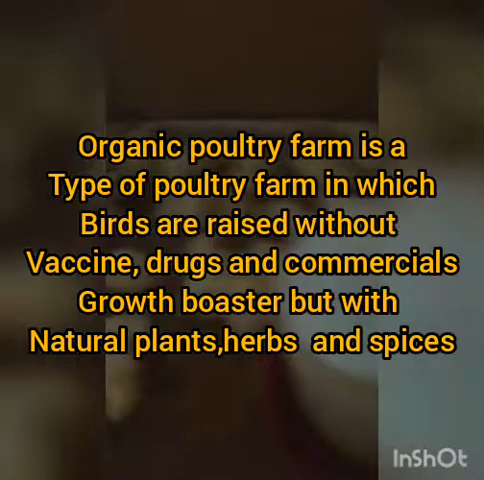 Organic poultry farm is a
Type of poultry farm in which
Birds are raised without
Vaccine, drugs and commercials
Growth boaster but with
Natural plants,herbs  and spices
InShOt